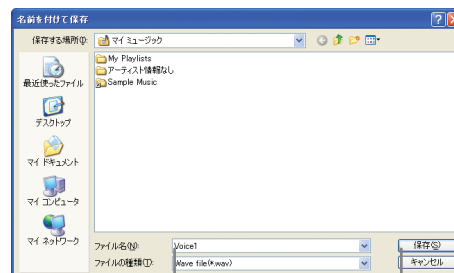 名前を付けて保存
保存する場所(I):
マイ ミュージック
My Playlists
アーティスト情報なし
Sample Music
最近使ったファイル
デスクトップ
マイ ドキュメント
マイ コンピュータ
マイ ネットワーク
ファイル名(N):
Voice1
保存(S)
ファイルの種類(T):
Wave file(*.wav)
キャンセル